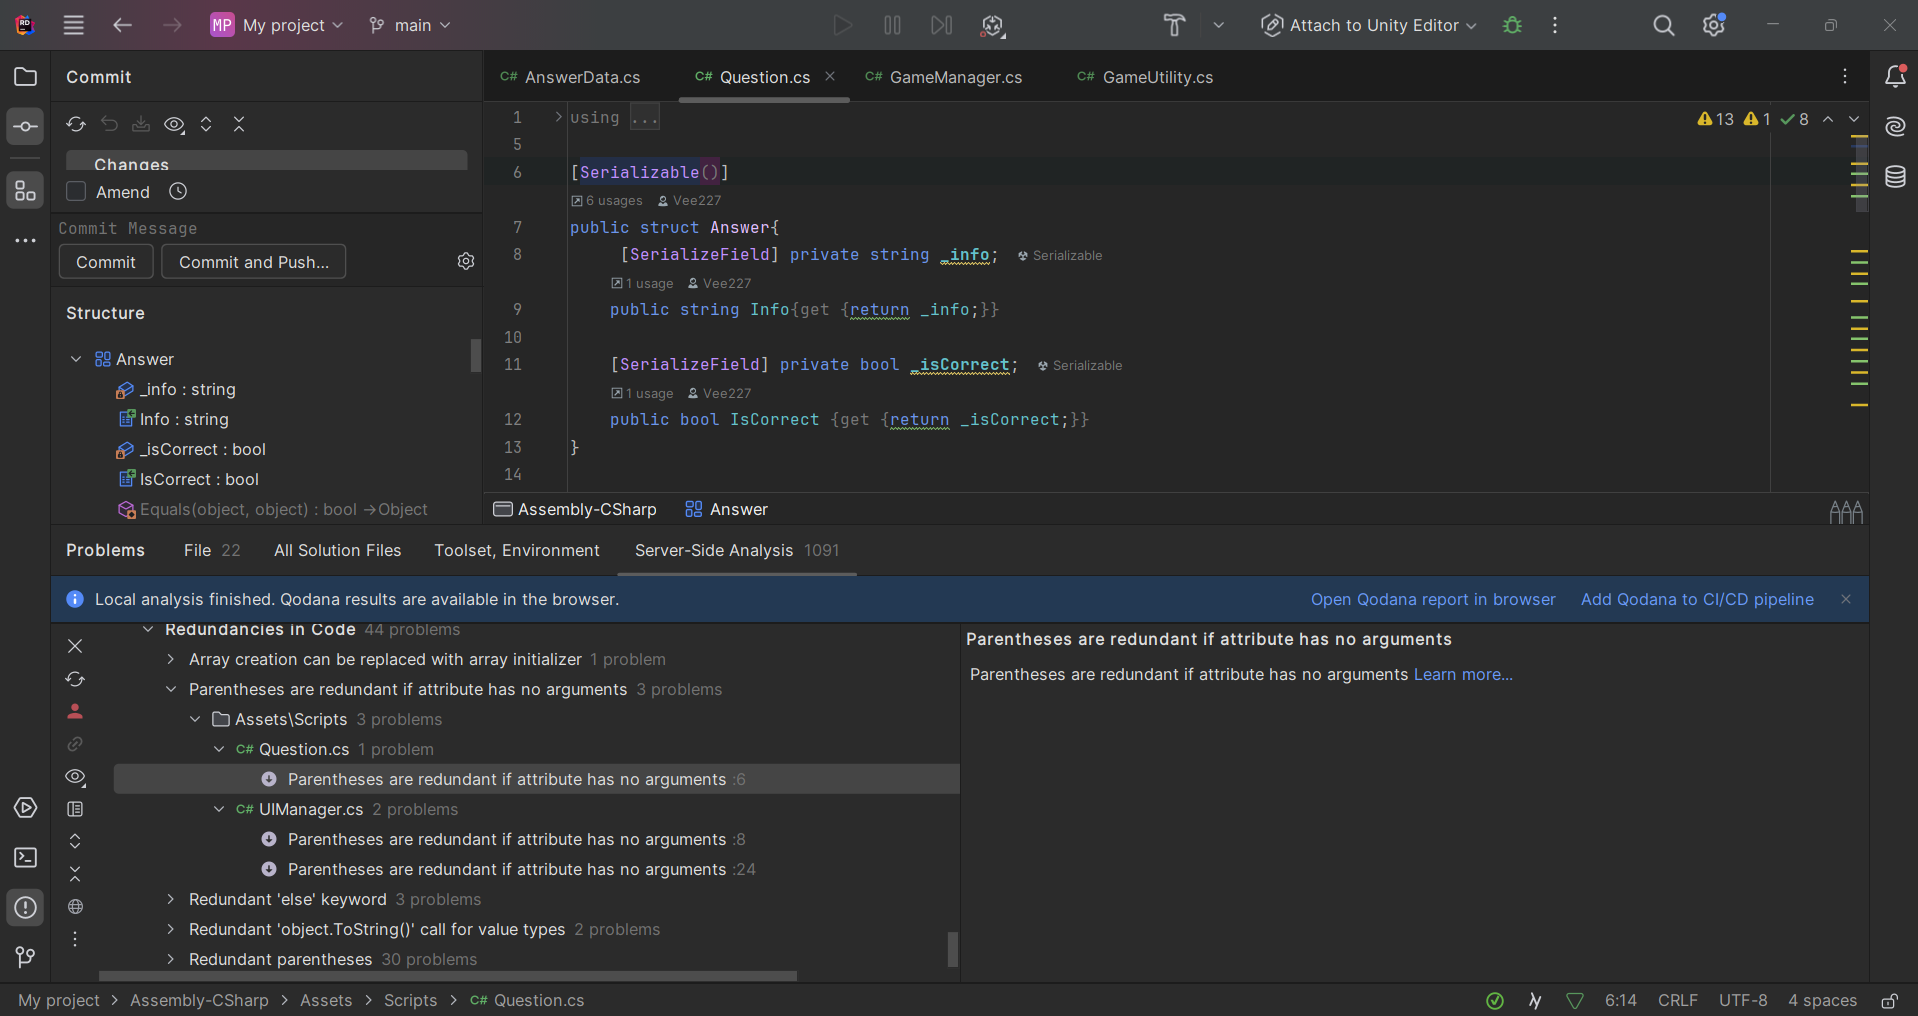 MP My project main Attach to Unity Editor
Commit
Changes
Amend
Commit Message
Commit Commit and Push...
Structure
Answer
_info : string
Info : string
_isCorrect : bool
IsCorrect : bool
Equals(object, object) : bool →Object
C# AnswerData.cs C# Question.cs C# GameManager.cs C# GameUtility.cs
13 1 8
1 using ...
5
6 [Serializable()]
6 usages Vee227
7 public struct Answer{
8 [SerializeField] private string _info; Serializable
1 usage Vee227
9 public string Info{get {return _info;}}
10
11 [SerializeField] private bool _isCorrect; Serializable
1 usage Vee227
12 public bool IsCorrect {get {return _isCorrect;}}
13 }
14
Assembly-CSharp Answer
Problems File 22 All Solution Files Toolset, Environment Server-Side Analysis 1091
Local analysis finished. Qodana results are available in the browser. Open Qodana report in browser Add Qodana to CI/CD pipeline
Redundancies in Code 44 problems
Array creation can be replaced with array initializer 1 problem
Parentheses are redundant if attribute has no arguments 3 problems
Assets\Scripts 3 problems
C# Question.cs 1 problem
Parentheses are redundant if attribute has no arguments :6
C# UIManager.cs 2 problems
Parentheses are redundant if attribute has no arguments :8
Parentheses are redundant if attribute has no arguments :24
Redundant 'else' keyword 3 problems
Redundant 'object.ToString()' call for value types 2 problems
Redundant parentheses 30 problems
Parentheses are redundant if attribute has no arguments
Parentheses are redundant if attribute has no arguments Learn more...
My project > Assembly-CSharp > Assets > Scripts > C# Question.cs 6:14 CRLF UTF-8 4 spaces